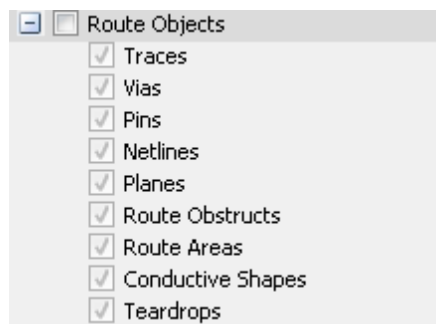 Route Objects
Traces
Vias
Pins
Netlines
Planes
Route Obstructs
Route Areas
Conductive Shapes
Teardrops